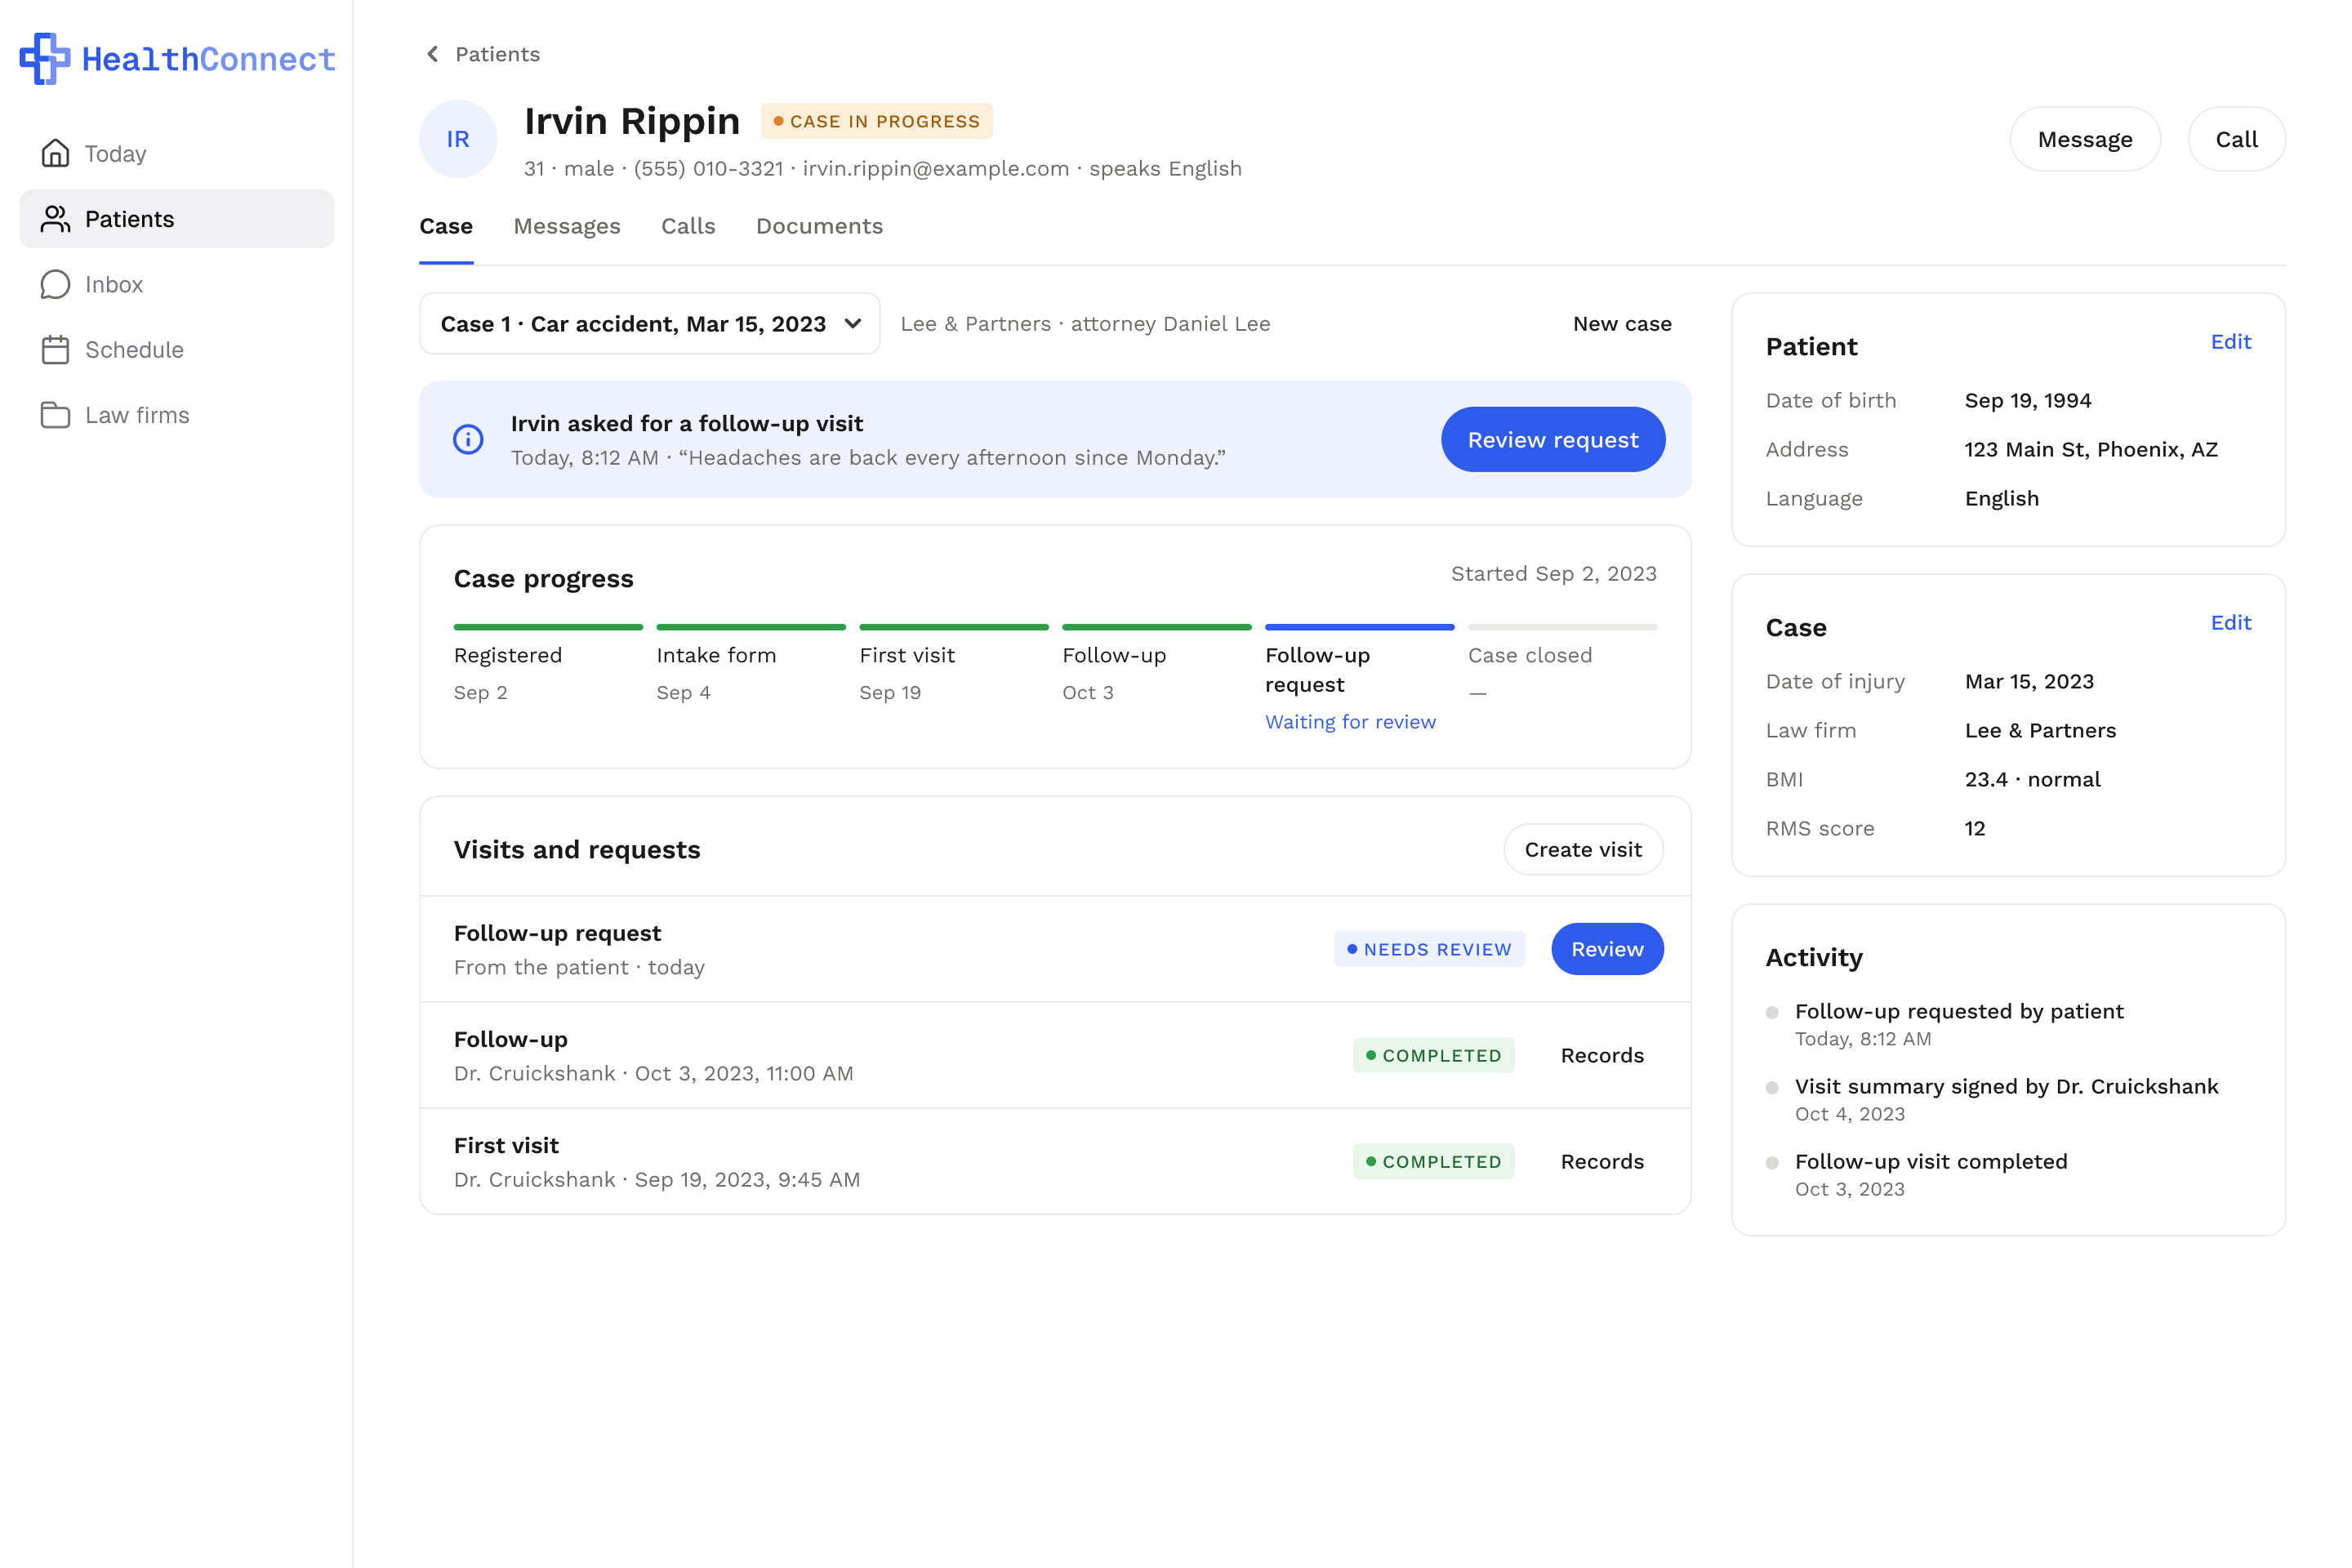 HealthConnect
Today
Patients
Inbox
Schedule
Law firms
Patients
IR
Irvin Rippin
CASE IN PROGRESS
31 · male · (555) 010-3321 · irvin.rippin@example.com · speaks English
Message
Call
Case
Messages
Calls
Documents
Case 1 · Car accident, Mar 15, 2023
Lee & Partners · attorney Daniel Lee
New case
Irvin asked for a follow-up visit
Today, 8:12 AM · “Headaches are back every afternoon since Monday.”
Review request
Case progress
Started Sep 2, 2023
Registered
Sep 2
Intake form
Sep 4
First visit
Sep 19
Follow-up
Oct 3
Follow-up
request
Waiting for review
Case closed
—
Visits and requests
Create visit
Follow-up request
From the patient · today
NEEDS REVIEW
Review
Follow-up
Dr. Cruickshank · Oct 3, 2023, 11:00 AM
COMPLETED
Records
First visit
Dr. Cruickshank · Sep 19, 2023, 9:45 AM
COMPLETED
Records
Patient
Edit
Date of birth
Sep 19, 1994
Address
123 Main St, Phoenix, AZ
Language
English
Case
Edit
Date of injury
Mar 15, 2023
Law firm
Lee & Partners
BMI
23.4 · normal
RMS score
12
Activity
Follow-up requested by patient
Today, 8:12 AM
Visit summary signed by Dr. Cruickshank
Oct 4, 2023
Follow-up visit completed
Oct 3, 2023